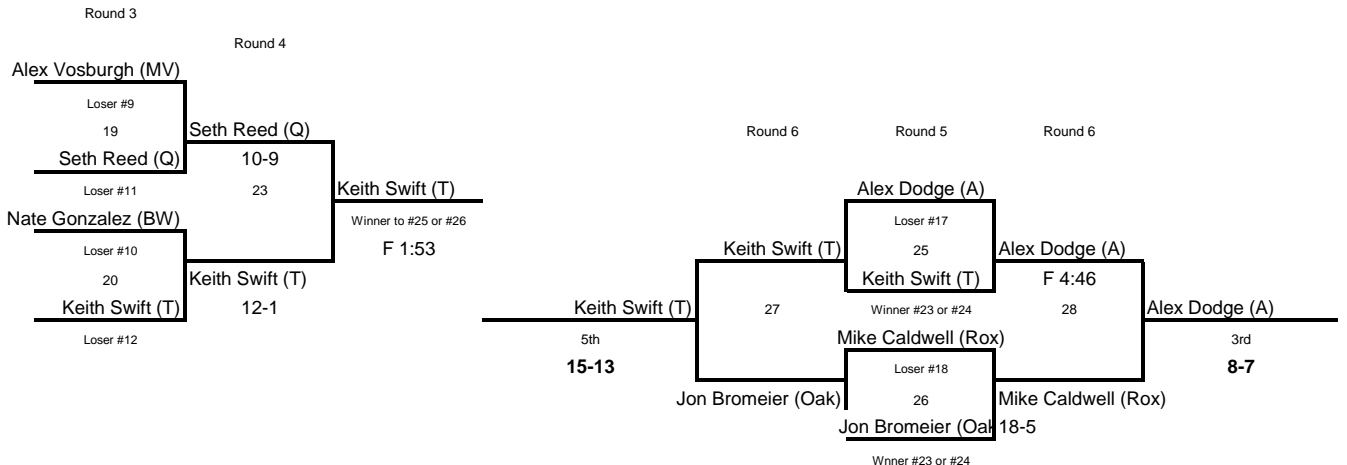 Round 3
Round 4
Alex Vosburgh (MV)
Loser #9
19
Seth Reed (Q)
Round 6
Round 5
Round 6
Seth Reed (Q)
10-9
Loser #11
23
Keith Swift (T)
Alex Dodge (A)
Nate Gonzalez (BW)
Winner to #25 or #26
Loser #17
Loser #10
F 1:53
Keith Swift (T)
25
Alex Dodge (A)
20
Keith Swift (T)
Keith Swift (T)
F 4:46
Keith Swift (T)
12-1
Keith Swift (T)
27
Winner #23 or #24
28
Alex Dodge (A)
Loser #12
5th
Mike Caldwell (Rox)
3rd
15-13
Loser #18
8-7
Jon Bromeier (Oak)
26
Mike Caldwell (Rox)
Jon Bromeier (Oak
18-5
Wnner #23 or #24